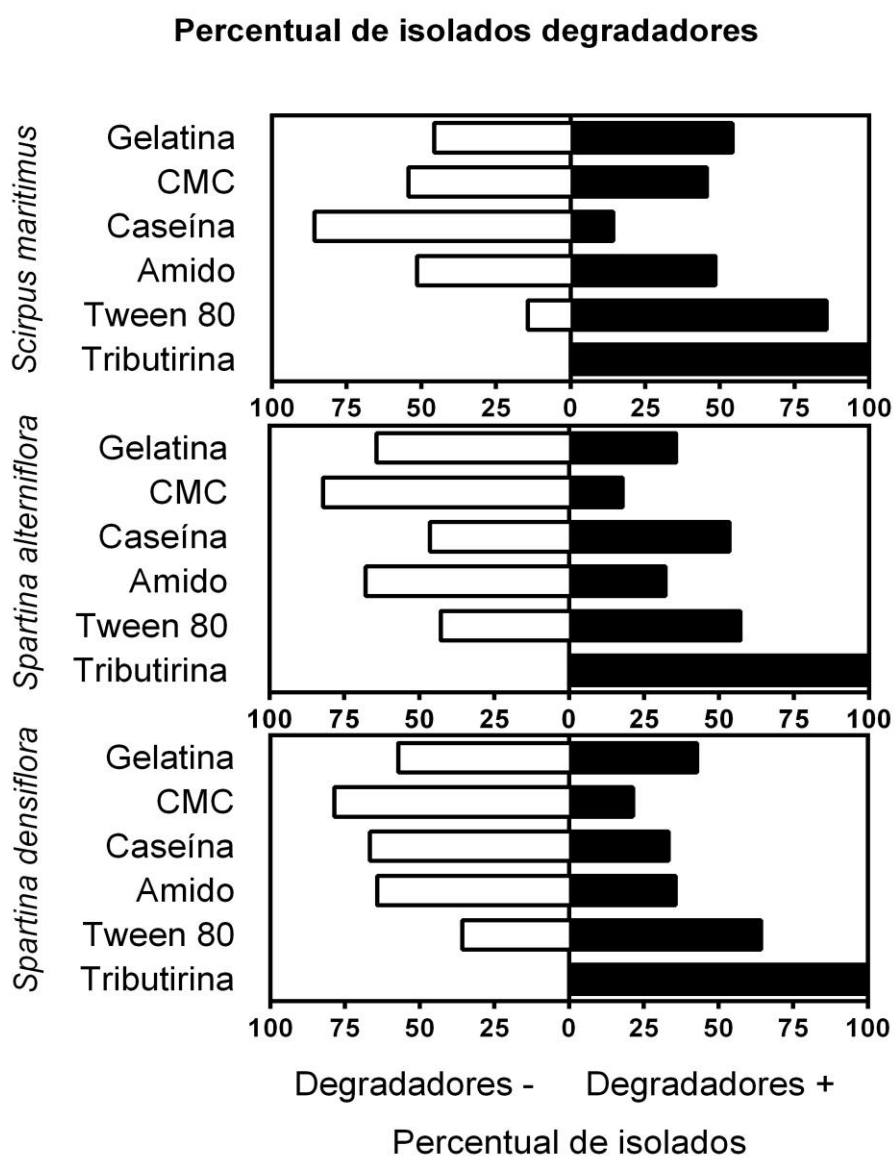 Percentual de isolados degradadores
Scirpus maritimus
Gelatina
CMC
Caseína
Amido
Tween 80
Tributirina
100 75 50 25 0 25 50 75 100
Spartina alterniflora
Gelatina
CMC
Caseína
Amido
Tween 80
Tributirina
100 75 50 25 0 25 50 75 100
Spartina densiflora
Gelatina
CMC
Caseína
Amido
Tween 80
Tributirina
100 75 50 25 0 25 50 75 100
Degradadores - Degradadores +
Percentual de isolados